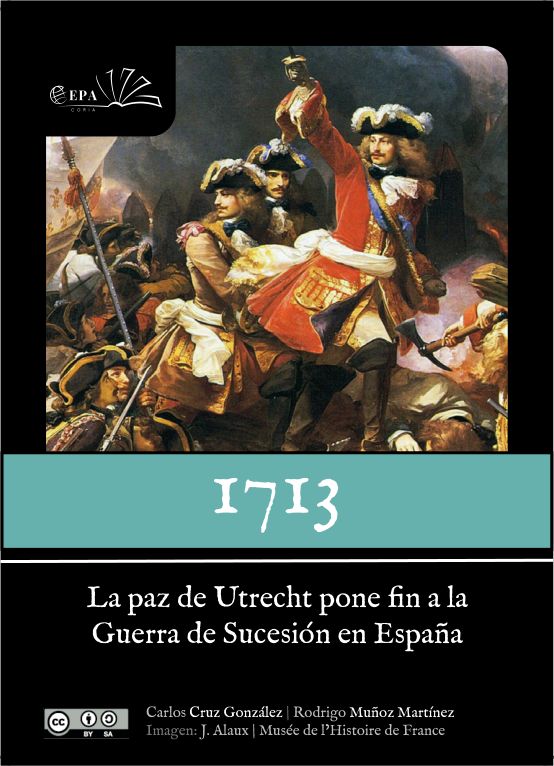 EPA
CORIA
1713
La paz de Utrecht pone fin a la
Guerra de Sucesión en España
Carlos Cruz González | Rodrigo Muñoz Martínez
Imagen: J. Alaux | Musée de l'Histoire de France
cc
BY SA